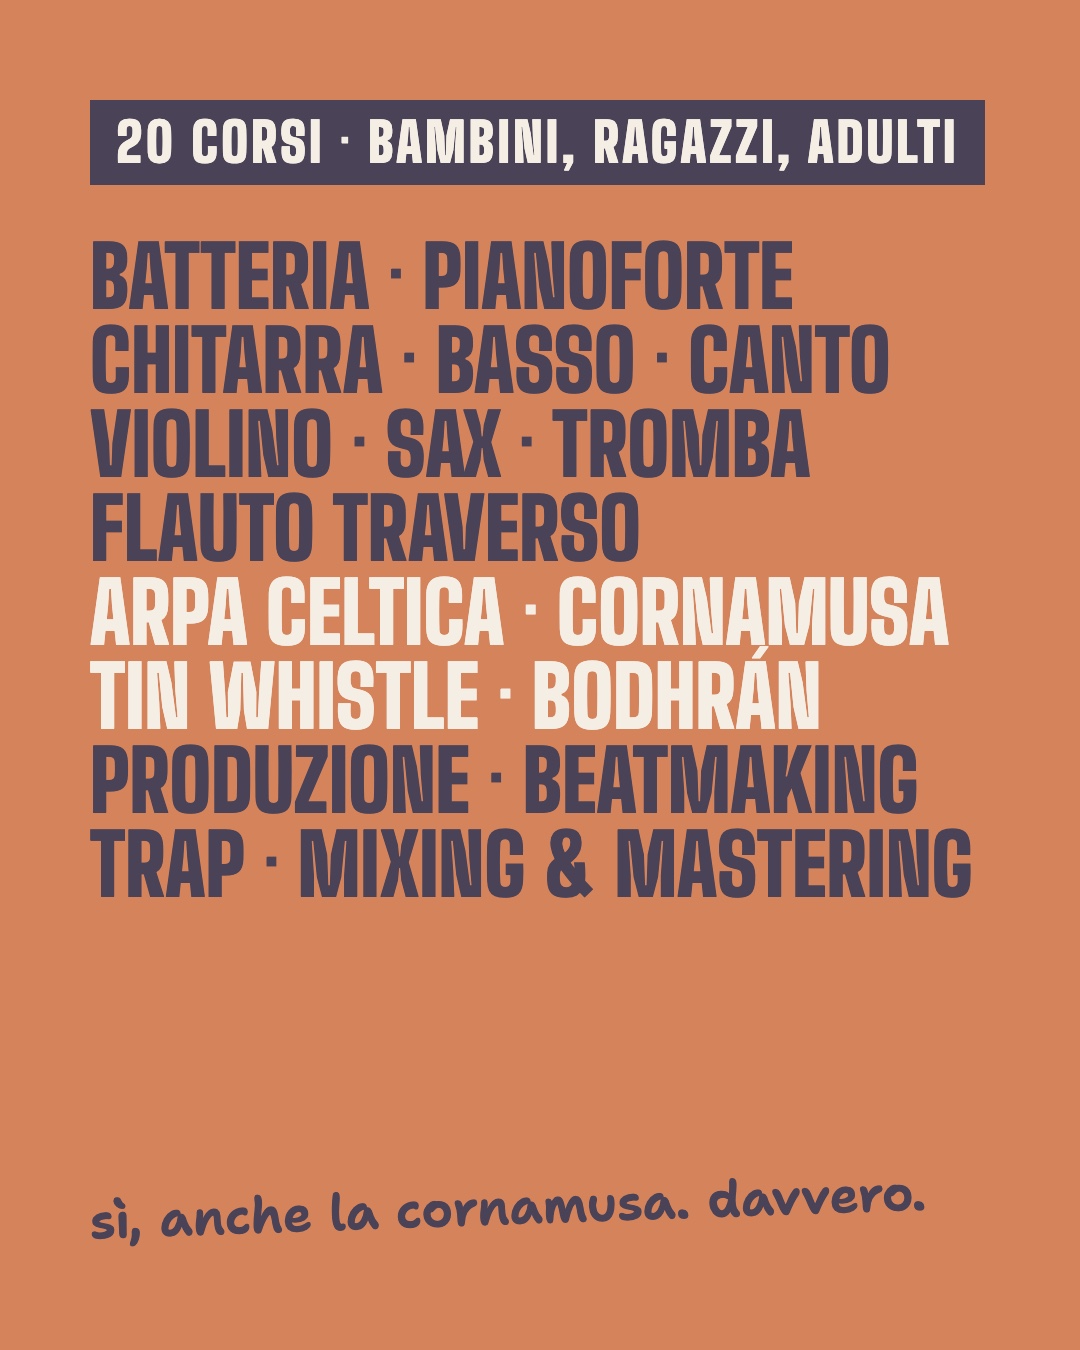 20 CORSI · BAMBINI, RAGAZZI, ADULTI
BATTERIA · PIANOFORTE
CHITARRA · BASSO · CANTO
VIOLINO · SAX · TROMBA
FLAUTO TRAVERSO
ARPA CELTICA · CORNAMUSA
TIN WHISTLE · BODHRÁN
PRODUZIONE · BEATMAKING
TRAP · MIXING & MASTERING
sì, anche la cornamusa. davvero.